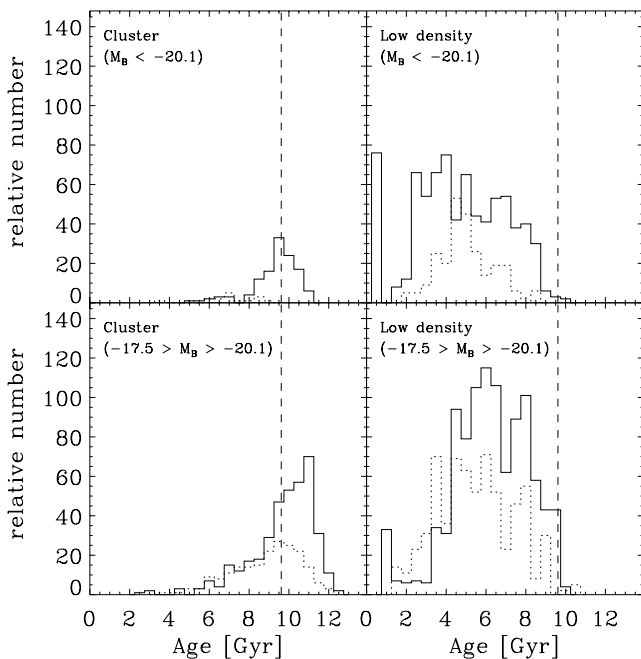 140
120
100
80
60
40
20
0
relative number
Cluster
(M_B < −20.1)
Low density
(M_B < −20.1)
140
120
100
80
60
40
20
0
relative number
Cluster
(−17.5 > M_B > −20.1)
Low density
(−17.5 > M_B > −20.1)
0 2 4 6 8 10 12
0 2 4 6 8 10 12
Age [Gyr]
Age [Gyr]